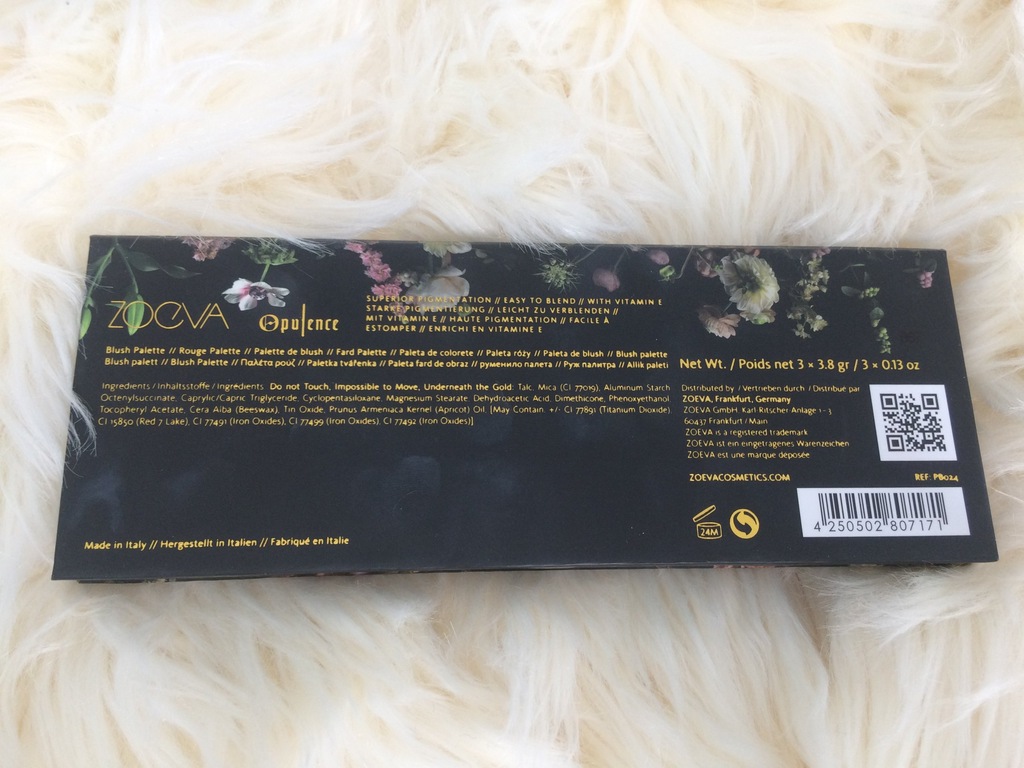 ZOEVA
Opulence
SUPERIOR PIGMENTATION // EASY TO BLEND // WITH VITAMIN E
STARKE PIGMENTIERUNG // LEICHT ZU VERBLENDEN //
MIT VITAMIN E // HAUTE PIGMENTATION // FACILE À
ESTOMPER // ENRICHI EN VITAMINE E
Blush Palette // Rouge Palette // Palette de blush // Fard Palette // Paleta de colorete // Paleta róży // Paleta de blush // Blush palette
Blush palett // Blush Palette // Παλέτα ρούζ // Paletka tvářenka // Paleta fard de obraz // руменило палета // Руж палитра // Allik paleti
Ingredients / Inhaltsstoffe / Ingrédients Do not Touch, Impossible to Move, Underneath the Gold: Talc, Mica (CI 77019), Aluminum Starch
Octenylsuccinate, Caprylic/Capric Triglyceride, Cyclopentasiloxane, Magnesium Stearate, Dehydroacetic Acid, Dimethicone, Phenoxyethanol
Tocopheryl Acetate, Cera Alba (Beeswax), Tin Oxide, Prunus Armeniaca Kernel (Apricot) Oil, [May Contain, +/- CI 77891 (Titanium Dioxide),
CI 15850 (Red 7 Lake), CI 77491 (Iron Oxides), CI 77499 (Iron Oxides), CI 77492 (Iron Oxides)]
Made in Italy // Hergestellt in Italien // Fabriqué en Italie
Net Wt. / Poids net 3 x 3.8 gr / 3 x 0.13 oz
Distributed by / Vertrieben durch / Distribué par
ZOEVA, Frankfurt, Germany
ZOEVA GmbH, Karl-Ritscher-Anlage 1-3
60437 Frankfurt / Main
ZOEVA is a registered trademark
ZOEVA ist ein eingetragenes Warenzeichen
ZOEVA est une marque déposée
ZOEVACOSMETICS.COM
REF: PB024
24M
4 250502 807171